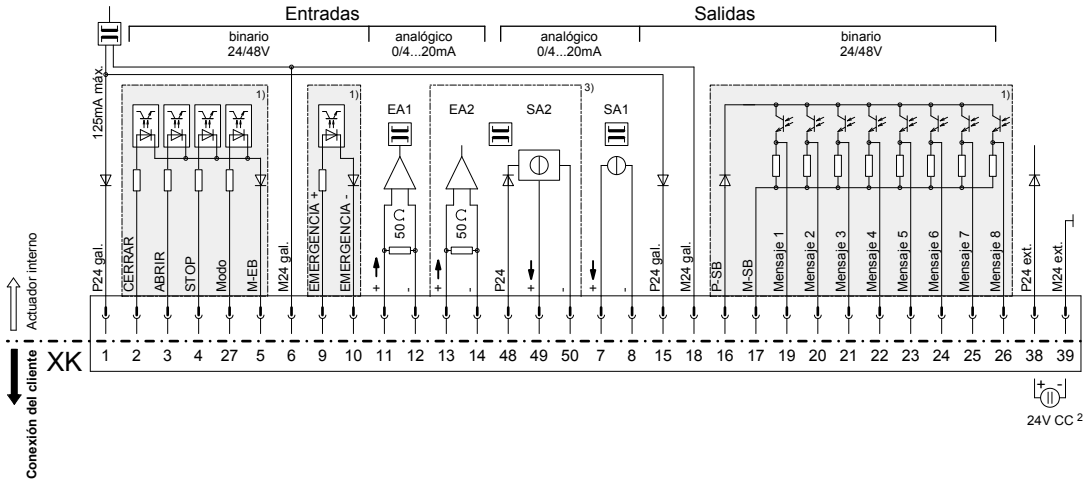 Entradas
Salidas
binario
24/48V
analógico
0/4...20mA
analógico
0/4...20mA
binario
24/48V
125mA máx.
1)
1)
3)
1)
EA1
EA2
SA2
SA1
50 Ω
50 Ω
P24 gal.
CERRAR
ABRIR
STOP
Modo
M-EB
M24 gal.
EMERGENCIA +
EMERGENCIA -
+
-
+
-
P24
+
-
+
-
P24 gal.
M24 gal.
P-SB
M-SB
Mensaje 1
Mensaje 2
Mensaje 3
Mensaje 4
Mensaje 5
Mensaje 6
Mensaje 7
Mensaje 8
P24 ext.
M24 ext.
Actuador interno
Conexión del cliente
XK
1 2 3 4 27 5 6 9 10 11 12 13 14 48 49 50 7 8 15 18 16 17 19 20 21 22 23 24 25 26 38 39
+ -
24V CC 2